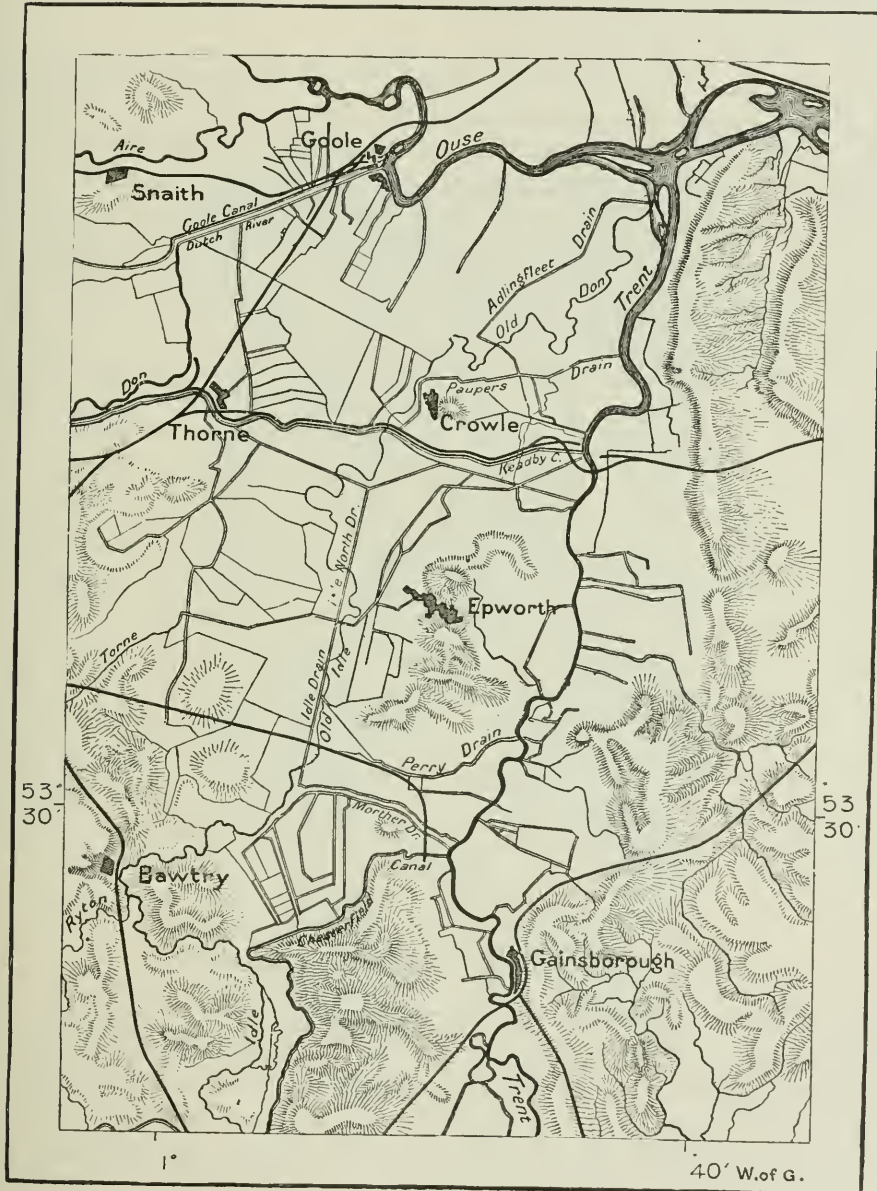 Goole
Ouse
Aire
Snaith
Goole Canal
Dutch River
Adlingfleet Drain
Old Don
Trent
Don
Paupers Drain
Crowle
Thorne
Keadby C.
North Dr.
Epworth
Torne
Idle Drain
Old Idle
Perry Drain
53° 30'
53 30'
Morther Dr.
Bawtry
Canal
Ryton
Chesterfield
Gainsborough
Idle
Trent
1°
40' W. of G.